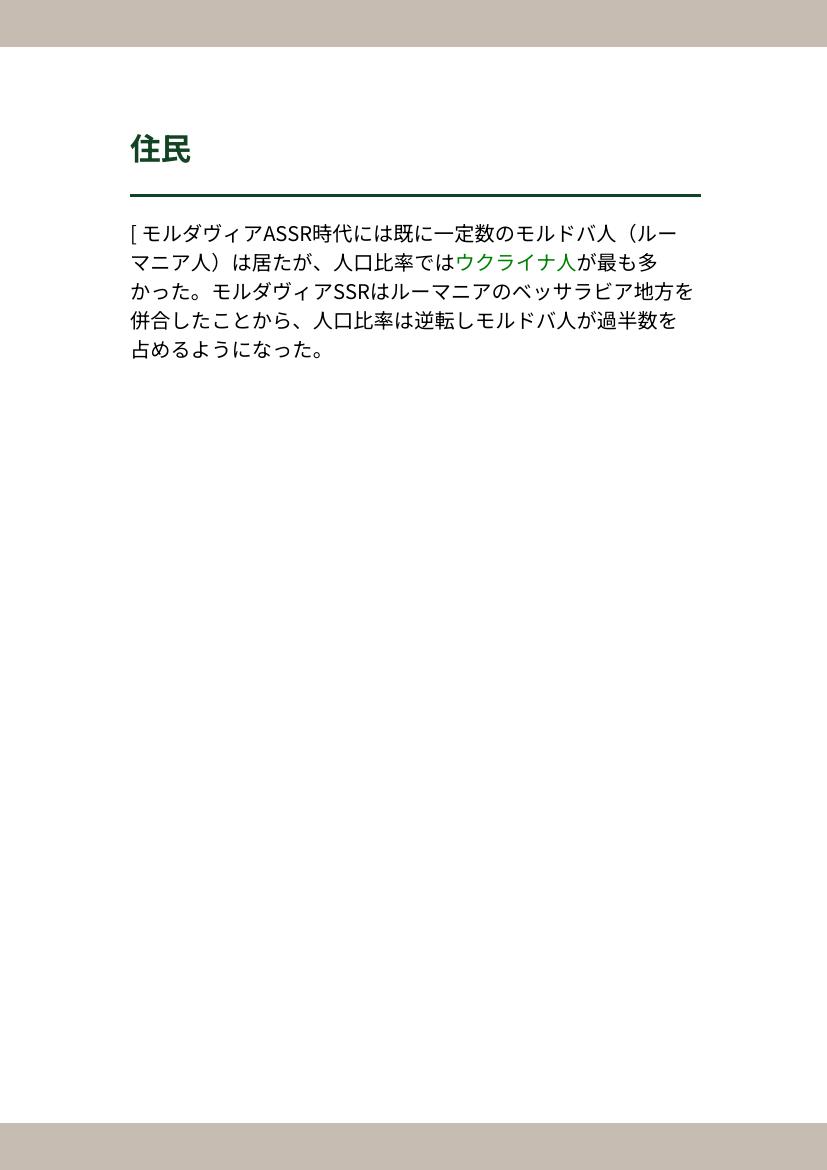 住民
[ モルダヴィアASSR時代には既に一定数のモルドバ人（ルー
マニア人）は居たが、人口比率ではウクライナ人が最も多
かった。モルダヴィアSSRはルーマニアのベッサラビア地方を
併合したことから、人口比率は逆転しモルドバ人が過半数を
占めるようになった。